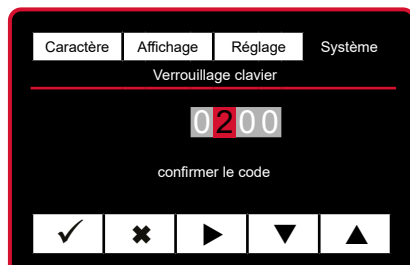 Caractère Affichage Réglage Système
Verrouillage clavier
0200
confirmer le code